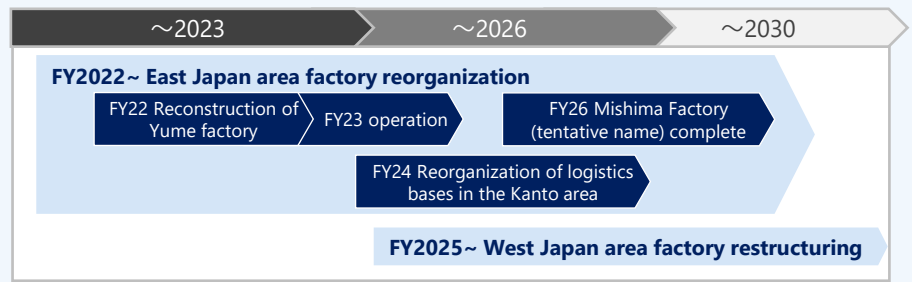 ～2023
～2026
～2030
FY2022~ East Japan area factory reorganization
FY22 Reconstruction of
Yume factory
FY23 operation
FY26 Mishima Factory
(tentative name) complete
FY24 Reorganization of logistics
bases in the Kanto area
FY2025~ West Japan area factory restructuring